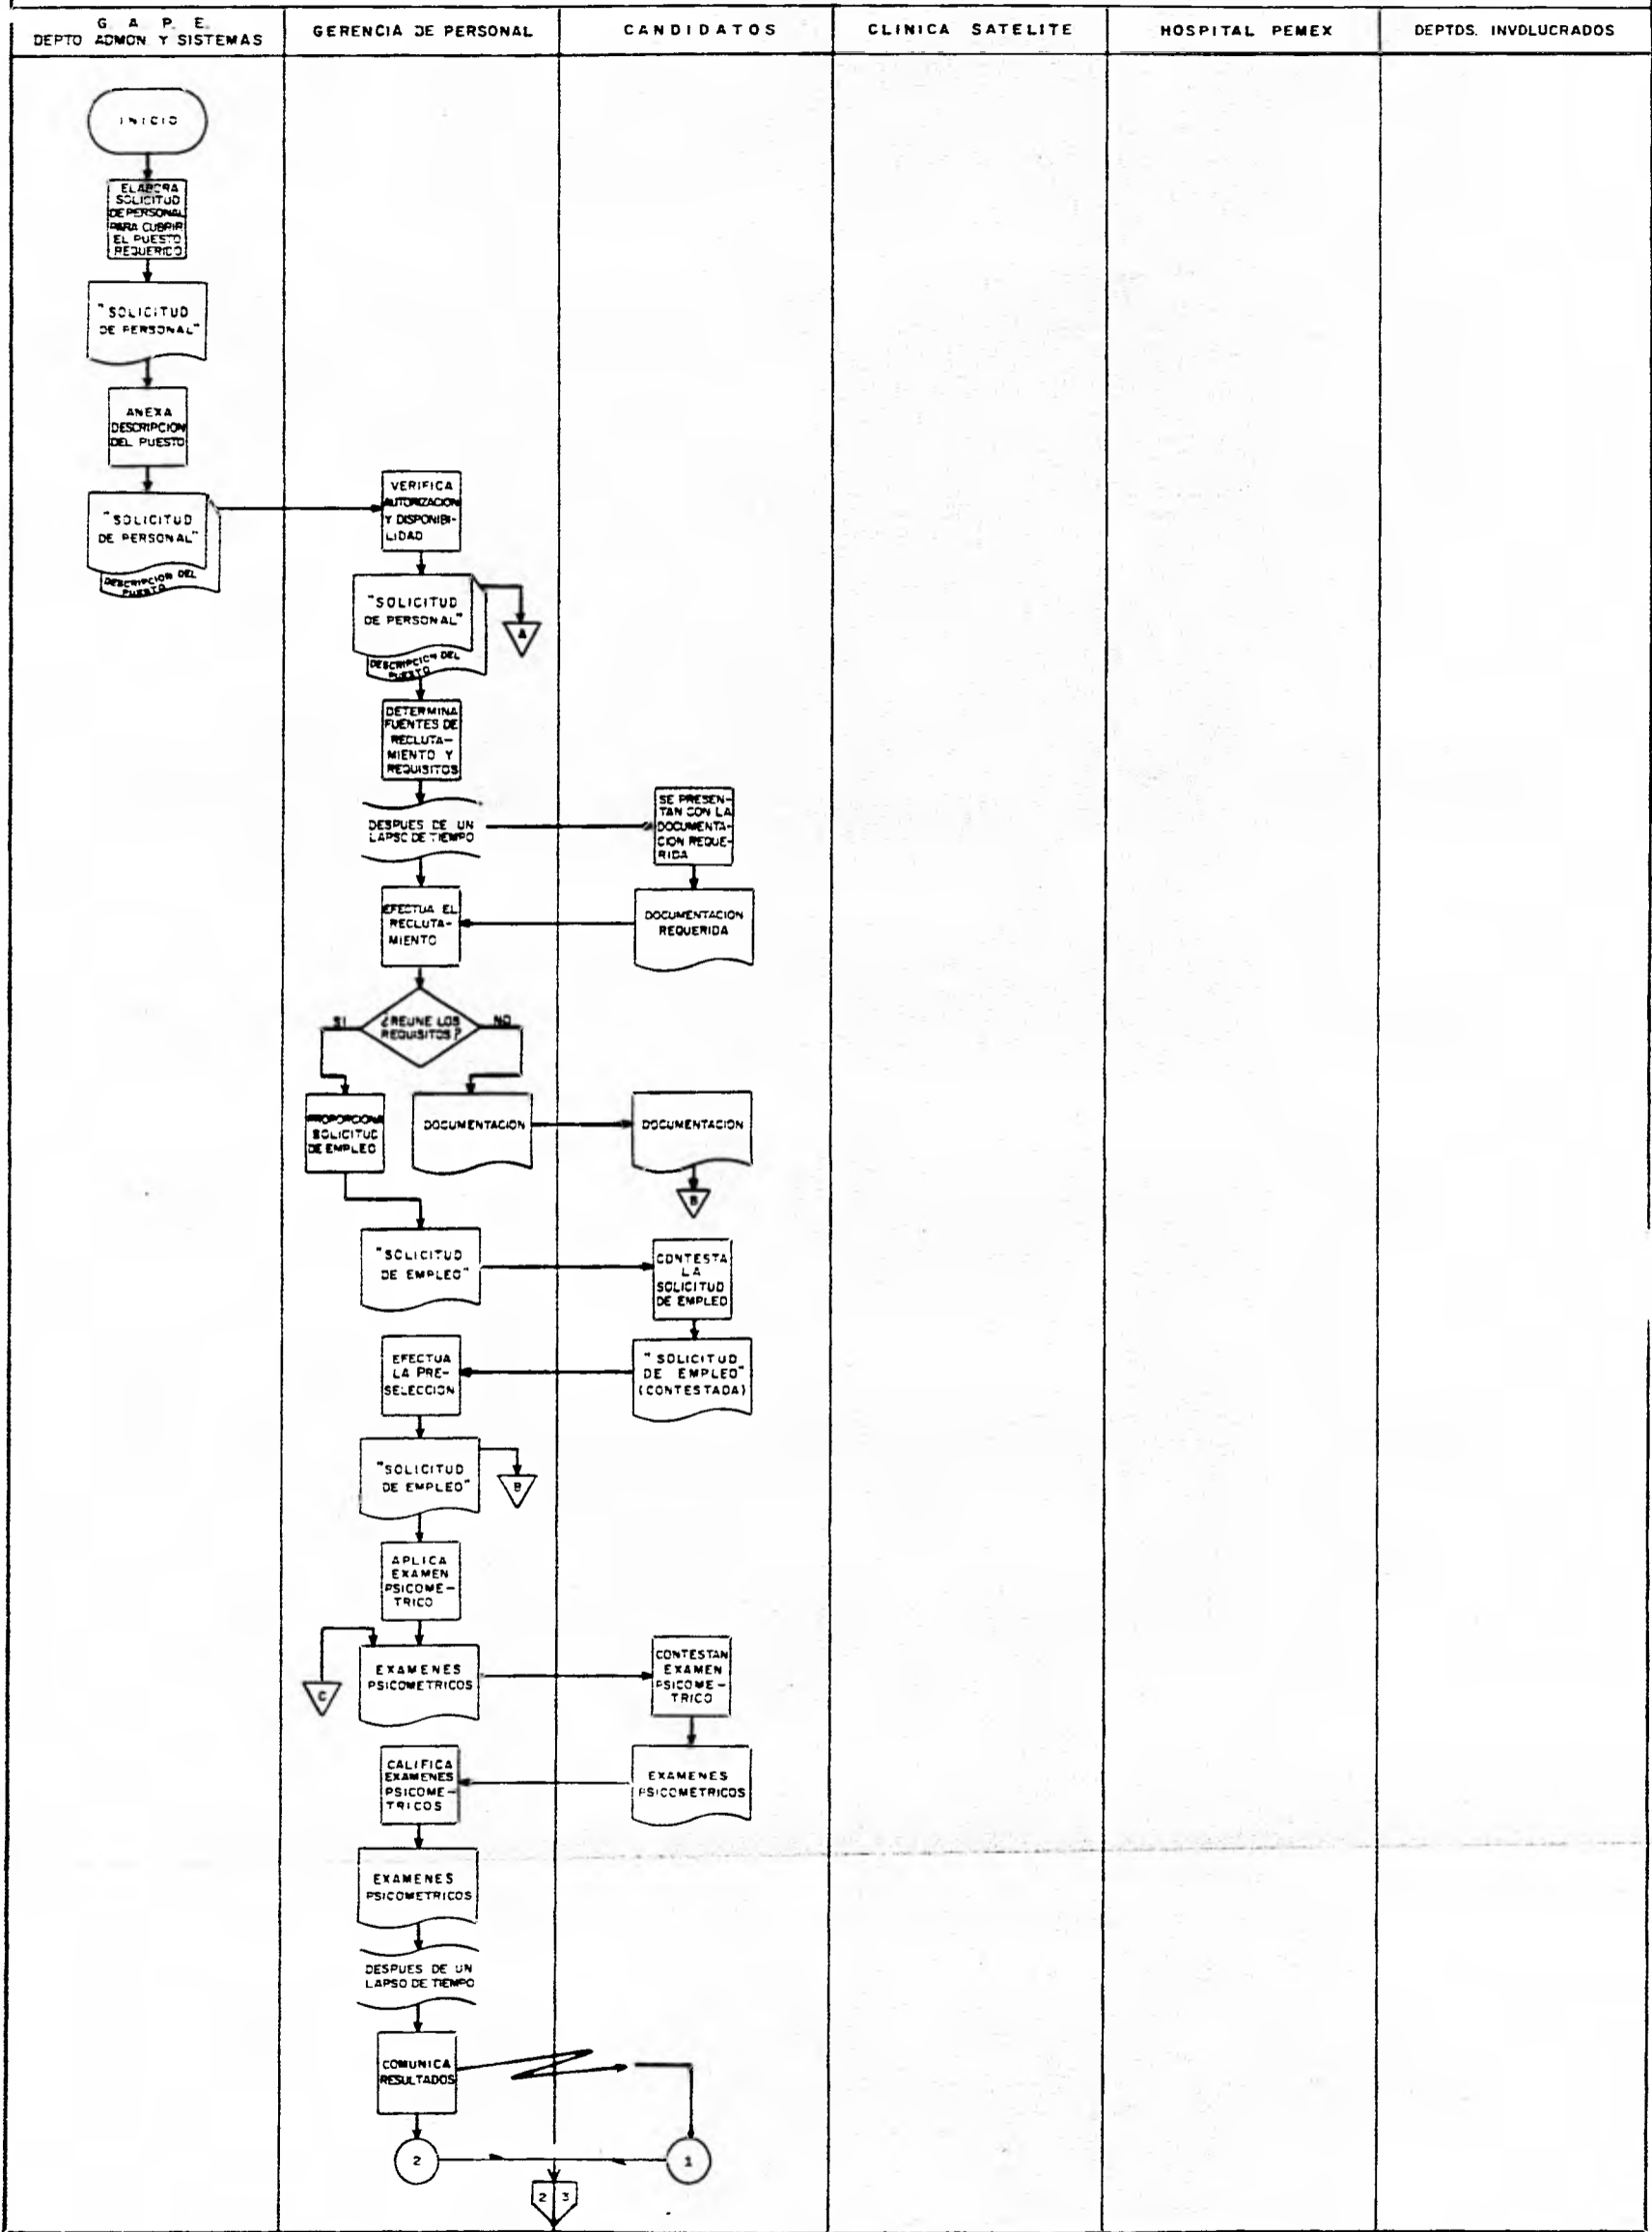 G. A. P. E.
DEPTO ADMON. Y SISTEMAS
GERENCIA DE PERSONAL
CANDIDATOS
CLINICA SATELITE
HOSPITAL PEMEX
DEPTOS. INVOLUCRADOS
INICIO
ELABORA
SOLICITUD
DE PERSONAL
PARA CUBRIR
EL PUESTO
REQUERIDO
"SOLICITUD
DE PERSONAL"
ANEXA
DESCRIPCION
DEL PUESTO
"SOLICITUD
DE PERSONAL"
DESCRIPCION DEL
PUESTO
VERIFICA
AUTORIZACION
Y DISPONIBI-
LIDAD
"SOLICITUD
DE PERSONAL"
DESCRIPCION DEL
PUESTO
A
DETERMINA
FUENTES DE
RECLUTA-
MIENTO Y
REQUISITOS
DESPUES DE UN
LAPSO DE TIEMPO
SE PRESEN-
TAN CON LA
DOCUMENTA-
CION REQUE-
RIDA
EFECTUA EL
RECLUTA-
MIENTO
DOCUMENTACION
REQUERIDA
SI
¿REUNE LOS
REQUISITOS?
NO
PROPORCIONA
SOLICITUD
DE EMPLEO
DOCUMENTACION
DOCUMENTACION
B
"SOLICITUD
DE EMPLEO"
CONTESTA
LA
SOLICITUD
DE EMPLEO
EFECTUA
LA PRE-
SELECCION
"SOLICITUD
DE EMPLEO"
(CONTESTADA)
"SOLICITUD
DE EMPLEO"
B
APLICA
EXAMEN
PSICOME-
TRICO
C
EXAMENES
PSICOMETRICOS
CONTESTAN
EXAMEN
PSICOME-
TRICO
CALIFICA
EXAMENES
PSICOME-
TRICOS
EXAMENES
PSICOMETRICOS
EXAMENES
PSICOMETRICOS
DESPUES DE UN
LAPSO DE TIEMPO
COMUNICA
RESULTADOS
2
1
2 3